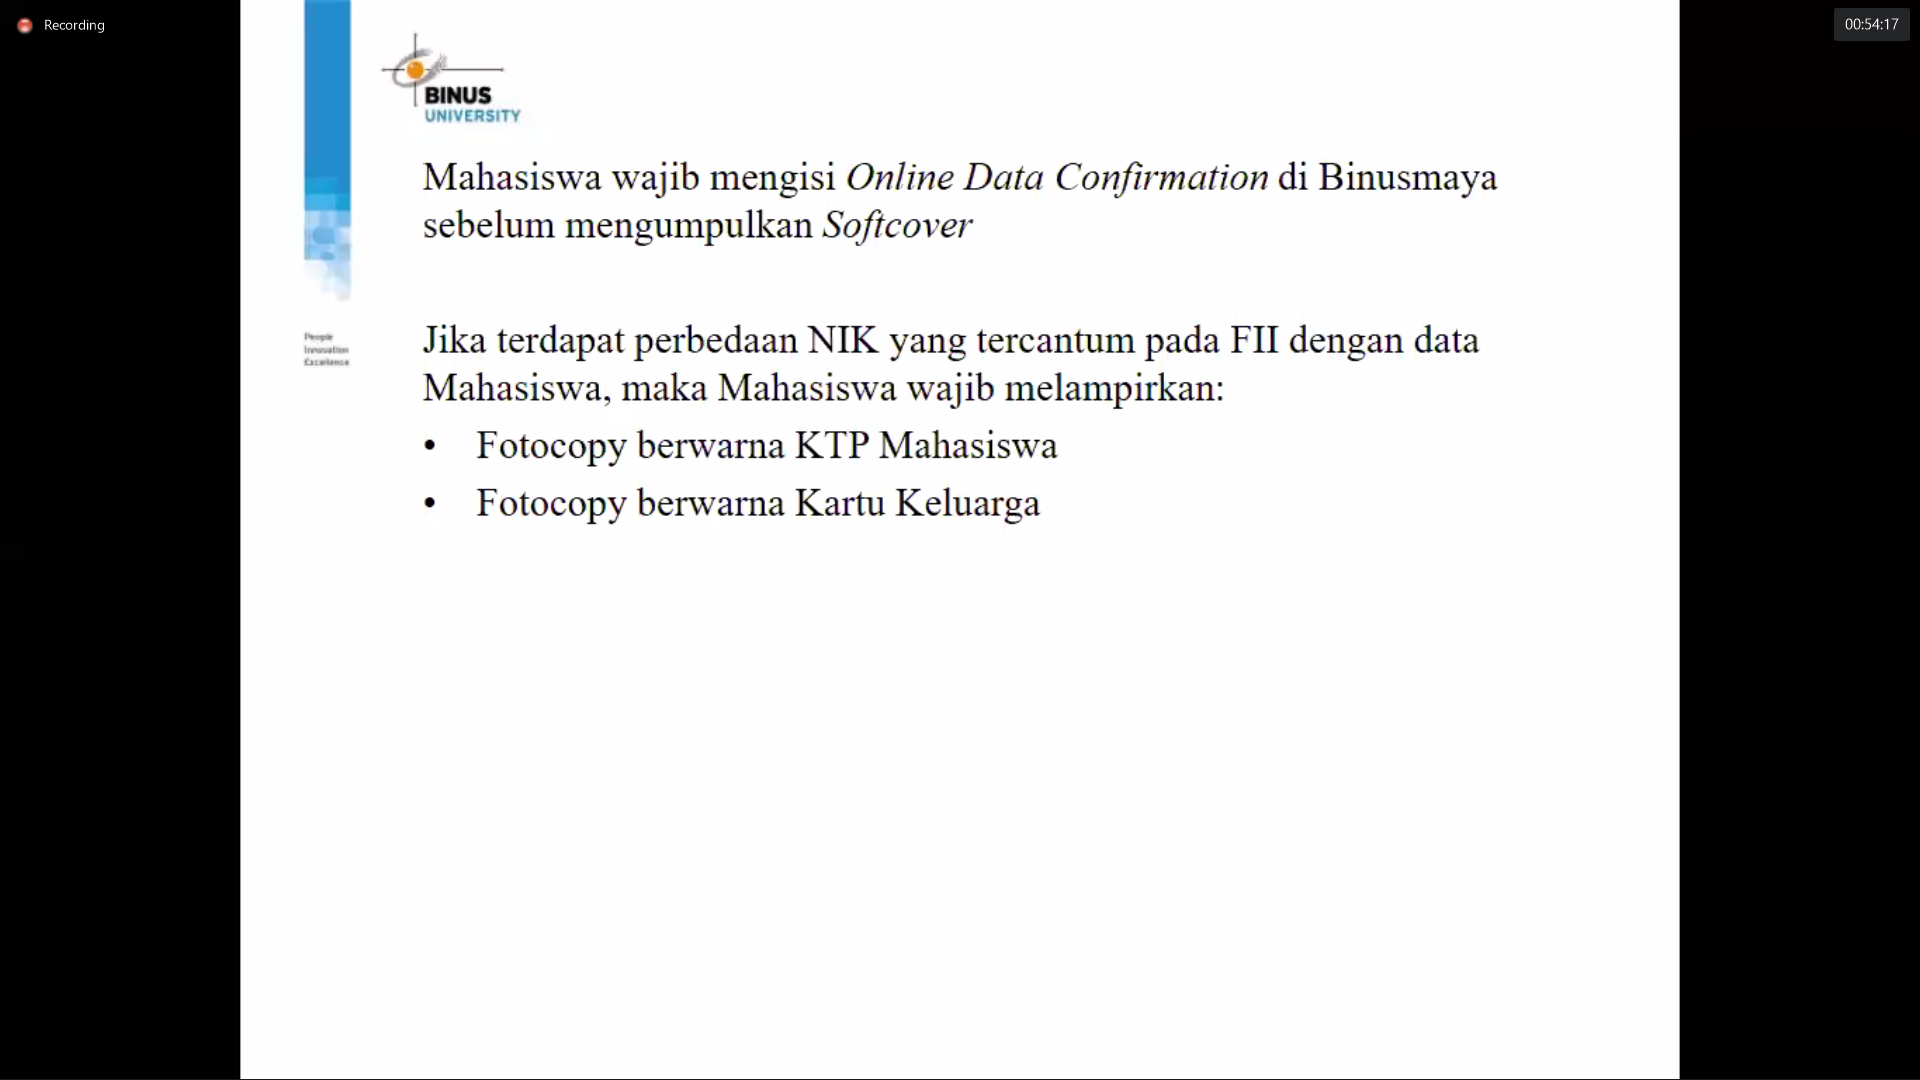 Recording
00:54:17
BINUS
UNIVERSITY
Mahasiswa wajib mengisi Online Data Confirmation di Binusmaya
sebelum mengumpulkan Softcover
People
Innovation
Excellence
Jika terdapat perbedaan NIK yang tercantum pada FII dengan data
Mahasiswa, maka Mahasiswa wajib melampirkan:
• Fotocopy berwarna KTP Mahasiswa
• Fotocopy berwarna Kartu Keluarga